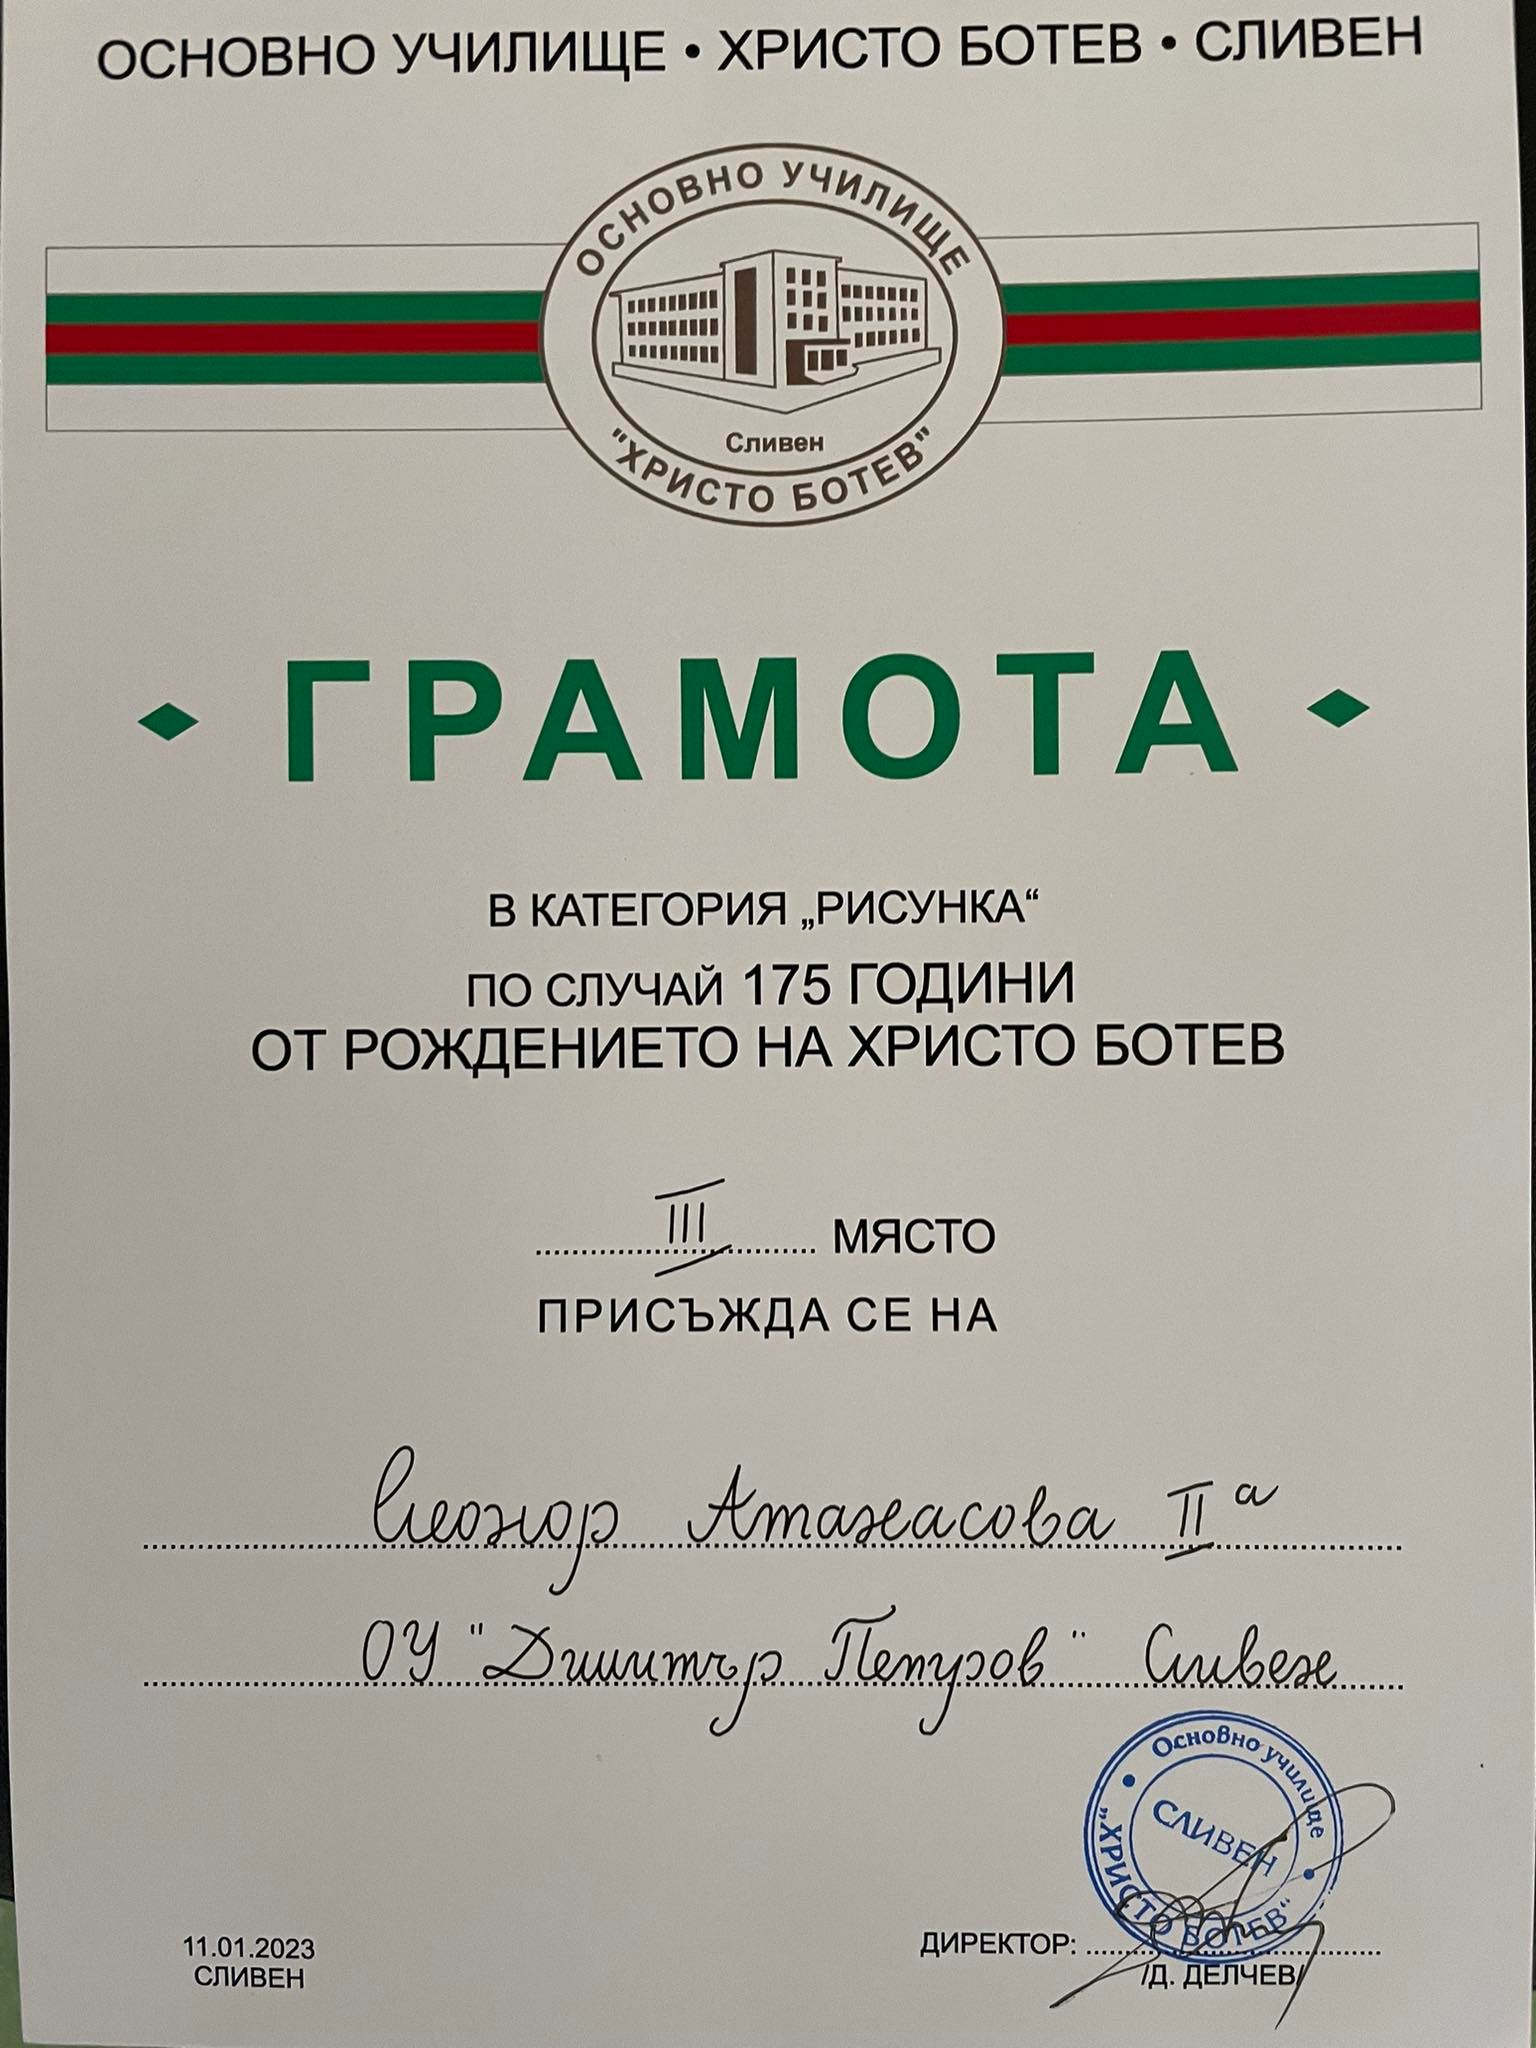 ОСНОВНО УЧИЛИЩЕ • ХРИСТО БОТЕВ • СЛИВЕН
ОСНОВНО УЧИЛИЩЕ
Сливен
"ХРИСТО БОТЕВ"
ГРАМОТА
В КАТЕГОРИЯ „РИСУНКА“
ПО СЛУЧАЙ 175 ГОДИНИ
ОТ РОЖДЕНИЕТО НА ХРИСТО БОТЕВ
III МЯСТО
ПРИСЪЖДА СЕ НА
Елеонор Атанасова II а
ОУ "Димитър Петров" Сливен
Основно училище
СЛИВЕН
"ХРИСТО БОТЕВ"
11.01.2023
СЛИВЕН
ДИРЕКТОР:
/Д. ДЕЛЧЕВ/